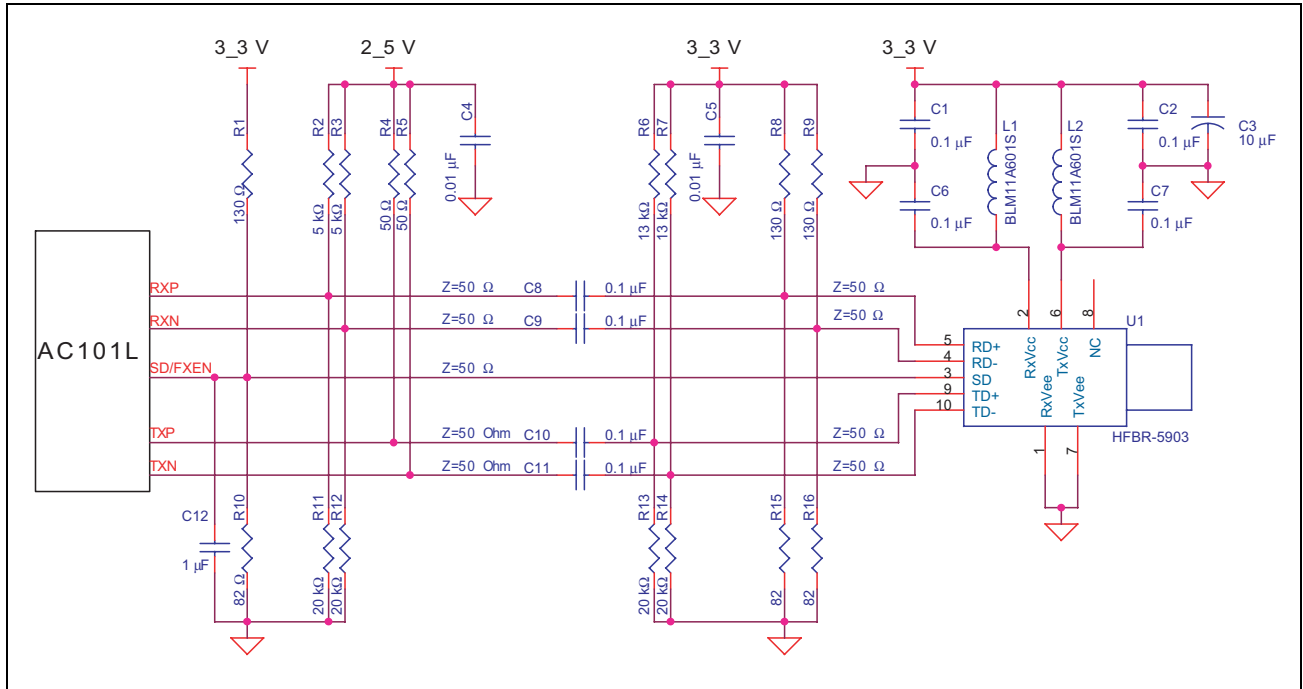 3_3 V
2_5 V
3_3 V
3_3 V
R1
130 Ω
R2
5 kΩ
R3
5 kΩ
R4
50 Ω
R5
50 Ω
C4
0.01 µF
R6
13 kΩ
R7
13 kΩ
C5
0.01 µF
R8
130 Ω
R9
130 Ω
C1
0.1 µF
L1
BLM11A601S
L2
BLM11A601S
C2
0.1 µF
C3
10 µF
C6
0.1 µF
C7
0.1 µF
AC101L
RXP
Z=50 Ω
C8
0.1 µF
Z=50 Ω
RXN
Z=50 Ω
C9
0.1 µF
Z=50 Ω
SD/FXEN
Z=50 Ω
TXP
Z=50 Ohm
C10
0.1 µF
Z=50 Ω
TXN
Z=50 Ohm
C11
0.1 µF
Z=50 Ω
2
6
8
U1
5
RD+
4
RD-
3
SD
9
TD+
10
TD-
RxVcc
TxVcc
NC
RxVee
TxVee
HFBR-5903
1
7
C12
1 µF
R10
82 Ω
R11
20 kΩ
R12
20 kΩ
R13
20 kΩ
R14
20 kΩ
R15
82
R16
82